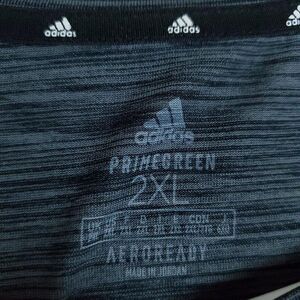 adidas adidas adidas
adidas
PRIMEGREEN
2XL
AEROREADY
MADE IN JORDAN